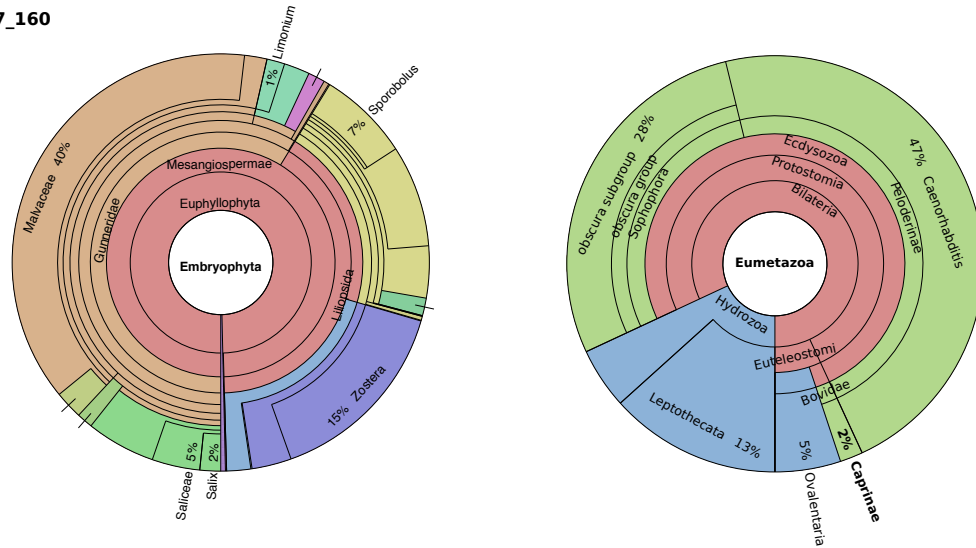 7_160
Limonium
1%
Sporobolus
7%
Malvaceae 40%
Mesangiospermae
Euphyllophyta
Gunneridae
Embryophyta
Liliopsida
15% Zostera
Saliceae 5%
Salix 2%
obscura subgroup 28%
obscura group
Sophophora
Ecdysozoa
Protostomia
Bilateria
47% Caenorhabditis
Peloderinae
Eumetazoa
Hydrozoa
Euteleostomi
Bovidae
Leptothecata 13%
5%
Ovalentaria
2%
Caprinae